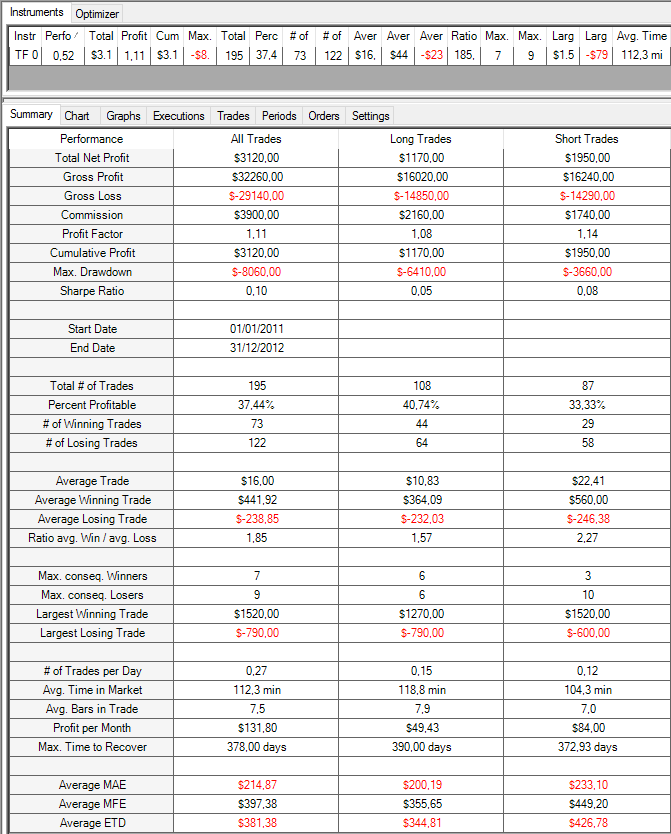 Instruments Optimizer
Instr Perfo Total Profit Cum Max. Total Perc # of # of Aver Aver Aver Ratio Max. Max. Larg Larg Avg. Time
TF 0 0,52 $3.1 1,11 $3.1 -$8. 195 37.4 73 122 $16, $44 -$23 185, 7 9 $1.5 -$79 112,3 mi
Summary Chart Graphs Executions Trades Periods Orders Settings
Performance All Trades Long Trades Short Trades
Total Net Profit $3120,00 $1170,00 $1950,00
Gross Profit $32260,00 $16020,00 $16240,00
Gross Loss $-29140,00 $-14850,00 $-14290,00
Commission $3900,00 $2160,00 $1740,00
Profit Factor 1,11 1,08 1,14
Cumulative Profit $3120,00 $1170,00 $1950,00
Max. Drawdown $-8060,00 $-6410,00 $-3660,00
Sharpe Ratio 0,10 0,05 0,08
Start Date 01/01/2011
End Date 31/12/2012
Total # of Trades 195 108 87
Percent Profitable 37,44% 40,74% 33,33%
# of Winning Trades 73 44 29
# of Losing Trades 122 64 58
Average Trade $16,00 $10,83 $22,41
Average Winning Trade $441,92 $364,09 $560,00
Average Losing Trade $-238,85 $-232,03 $-246,38
Ratio avg. Win / avg. Loss 1,85 1,57 2,27
Max. conseq. Winners 7 6 3
Max. conseq. Losers 9 6 10
Largest Winning Trade $1520,00 $1270,00 $1520,00
Largest Losing Trade $-790,00 $-790,00 $-600,00
# of Trades per Day 0,27 0,15 0,12
Avg. Time in Market 112,3 min 118,8 min 104,3 min
Avg. Bars in Trade 7,5 7,9 7,0
Profit per Month $131,80 $49,43 $84,00
Max. Time to Recover 378,00 days 390,00 days 372,93 days
Average MAE $214,87 $200,19 $233,10
Average MFE $397,38 $355,65 $449,20
Average ETD $381,38 $344,81 $426,78